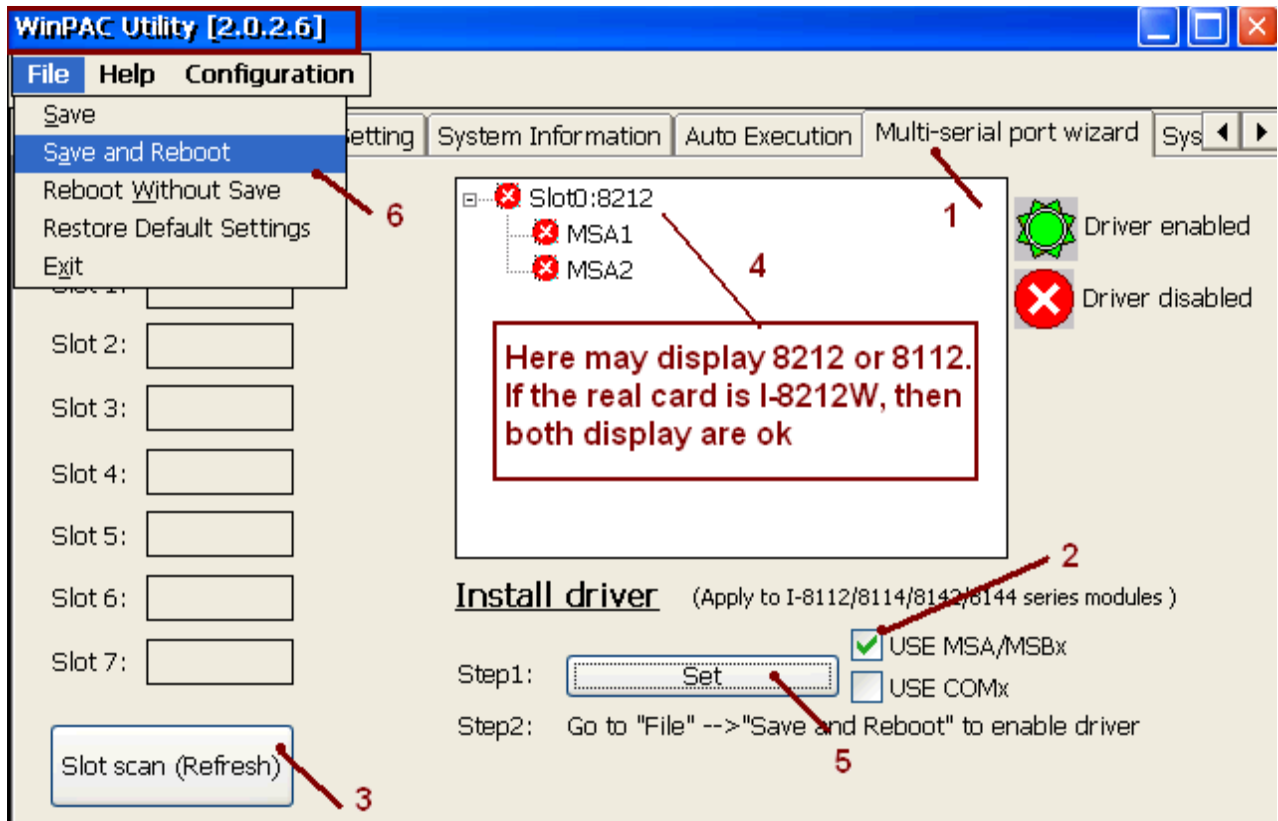 WinPAC Utility [2.0.2.6]
File Help Configuration
Save
Save and Reboot
Reboot Without Save
Restore Default Settings
Exit
etting
System Information
Auto Execution
Multi-serial port wizard
Sys
6
1
Slot0:8212
MSA1
MSA2
4
Driver enabled
Driver disabled
Here may display 8212 or 8112.
If the real card is I-8212W, then
both display are ok
Slot 1:
Slot 2:
Slot 3:
Slot 4:
Slot 5:
Slot 6:
Slot 7:
Slot scan (Refresh)
3
2
Install driver (Apply to I-8112/8114/8142/8144 series modules )
USE MSA/MSBx
Step1: Set
USE COMx
Step2: Go to "File" -->"Save and Reboot" to enable driver
5